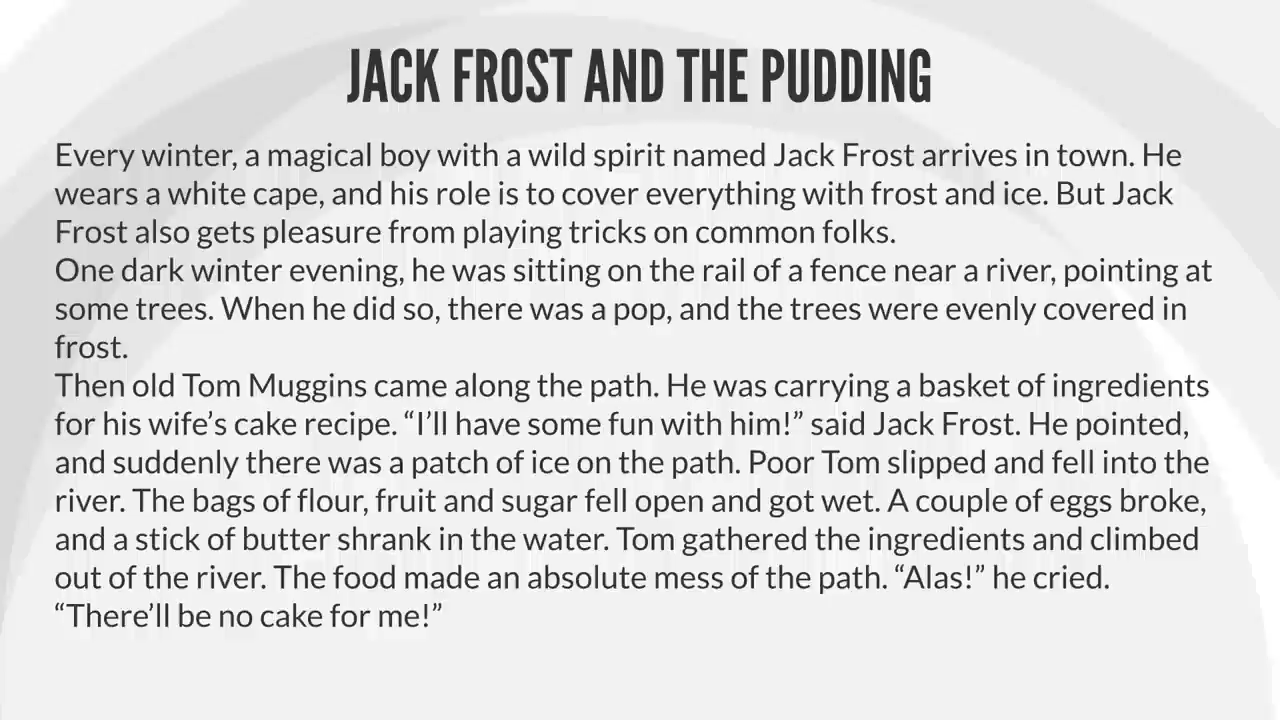 JACK FROST AND THE PUDDING
Every winter, a magical boy with a wild spirit named Jack Frost arrives in town. He
wears a white cape, and his role is to cover everything with frost and ice. But Jack
Frost also gets pleasure from playing tricks on common folks.
One dark winter evening, he was sitting on the rail of a fence near a river, pointing at
some trees. When he did so, there was a pop, and the trees were evenly covered in
frost.
Then old Tom Muggins came along the path. He was carrying a basket of ingredients
for his wife’s cake recipe. “I’ll have some fun with him!” said Jack Frost. He pointed,
and suddenly there was a patch of ice on the path. Poor Tom slipped and fell into the
river. The bags of flour, fruit and sugar fell open and got wet. A couple of eggs broke,
and a stick of butter shrank in the water. Tom gathered the ingredients and climbed
out of the river. The food made an absolute mess of the path. “Alas!” he cried.
“There’ll be no cake for me!”